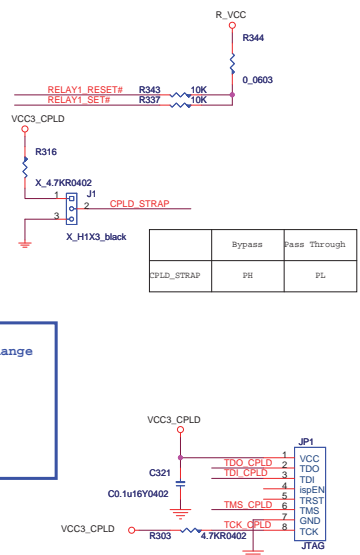 R_VCC
R344
0_0603
RELAY1_RESET# R343 10K
RELAY1_SET# R337 10K
VCC3_CPLD
R316
X_4.7KR0402
1 J1
2 CPLD_STRAP
3
X_H1X3_black
Bypass Pass Through
CPLD_STRAP PH PL
ange
VCC3_CPLD
JP1
C321
C0.1u16Y0402
1 VCC
TDO_CPLD 2 TDO
TDI_CPLD 3 TDI
4 ispEN
5 TRST
TMS_CPLD 6 TMS
7 GND
TCK_CPLD 8 TCK
VCC3_CPLD R303 4.7KR0402
JTAG